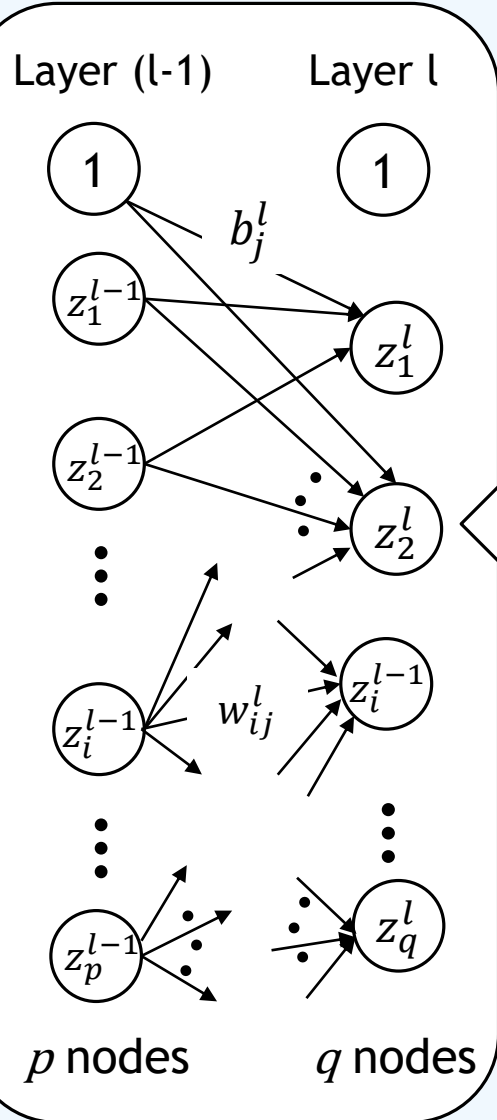 Layer (l-1) Layer l
1 1
b_j^l
z_1^{l-1}
z_1^l
z_2^{l-1}
z_2^l
z_i^{l-1}
w_{ij}^l
z_i^{l-1}
z_p^{l-1}
z_q^l
p nodes q nodes